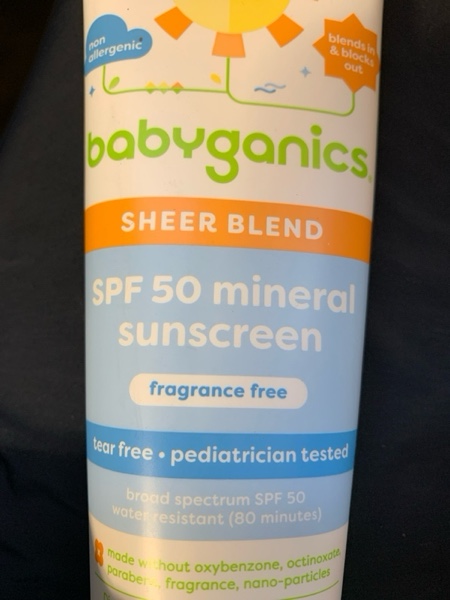 non
allergenic*
blends in
& blocks
out
babyganics.
SHEER BLEND
SPF 50 mineral
sunscreen
fragrance free
tear free • pediatrician tested
broad spectrum SPF 50
water resistant (80 minutes)
made without oxybenzone, octinoxate,
parabens, fragrance, nano-particles